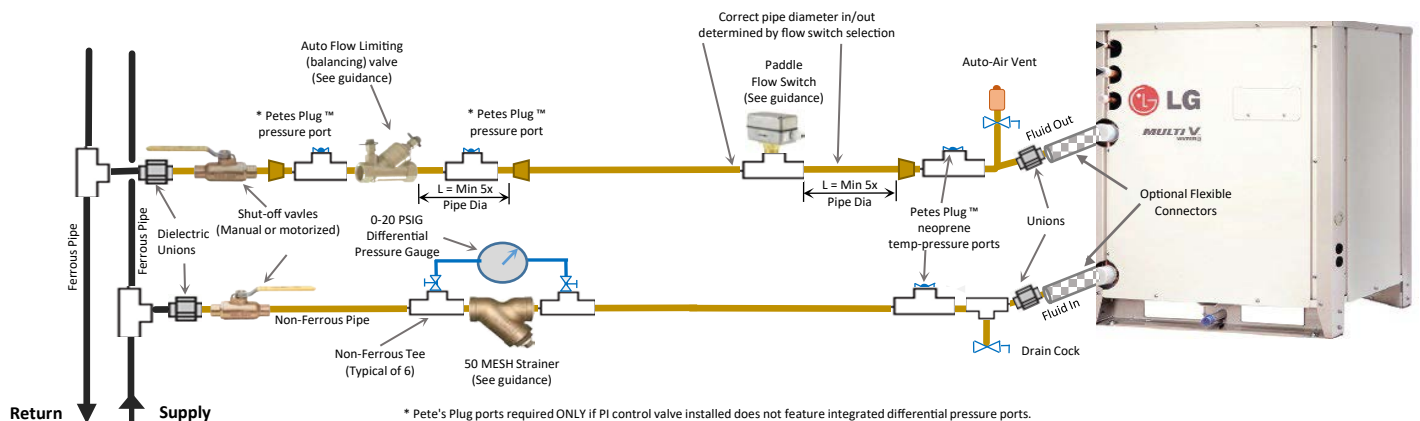 Correct pipe diameter in/out
determined by flow switch selection
Auto Flow Limiting
(balancing) valve
(See guidance)
Paddle
Flow Switch
(See guidance)
Auto-Air Vent
* Petes Plug ™
pressure port
* Petes Plug ™
pressure port
LG
MULTI V
Fluid Out
L = Min 5x
Pipe Dia
L = Min 5x
Pipe Dia
Shut-off vavles
(Manual or motorized)
0-20 PSIG
Differential
Pressure Gauge
Petes Plug ™
neoprene
temp-pressure ports
Unions
Optional Flexible
Connectors
Ferrous Pipe
Ferrous Pipe
Dielectric
Unions
Fluid In
Non-Ferrous Pipe
Non-Ferrous Tee
(Typical of 6)
50 MESH Strainer
(See guidance)
Drain Cock
Return
Supply
* Pete's Plug ports required ONLY if PI control valve installed does not feature integrated differential pressure ports.